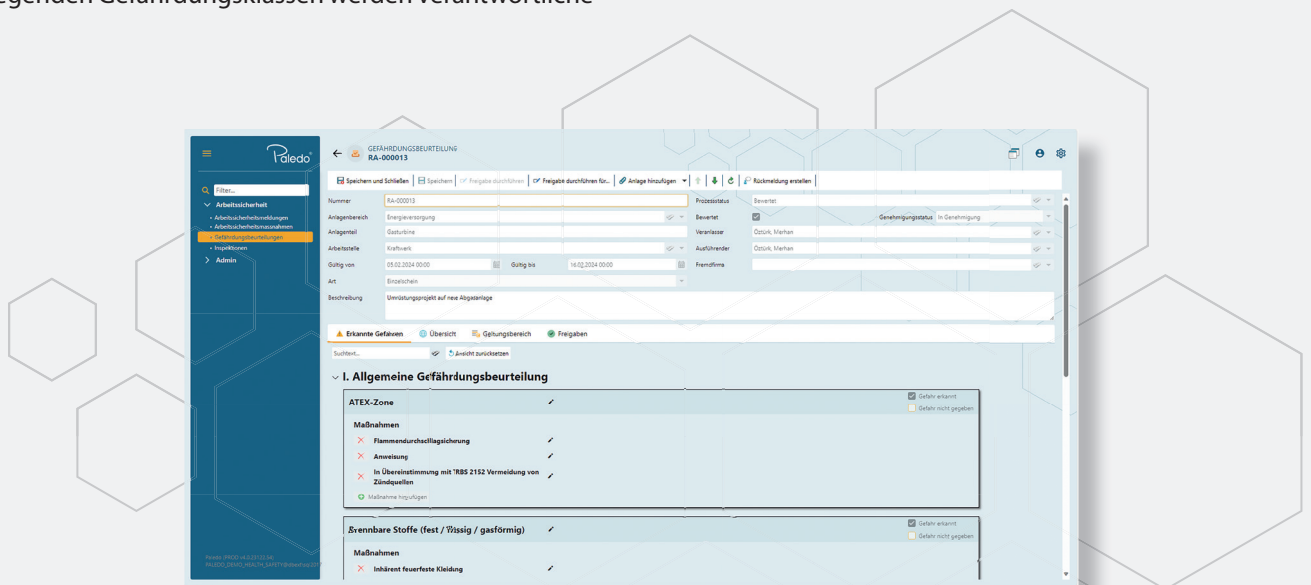 egenden Gefährdungsklassen werden verantwortliche
Paledo®
GEFÄHRDUNGSBEURTEILUNG
RA-000013
Speichern und Schließen Speichern Freigabe durchführen Freigabe durchführen für... Anlage hinzufügen Rückmeldung erstellen
Filter...
Arbeitssicherheit
Arbeitssicherheitsmeldungen
Arbeitssicherheitsmassnahmen
Gefährdungsbeurteilungen
Inspektionen
Admin
Nummer RA-000013 Prozessstatus Bewertet
Anlagenbereich Energieversorgung Bewertet Genehmigungsstatus In Genehmigung
Anlagenteil Gasturbine Veranlasser Öztürk, Merhan
Arbeitsstelle Kraftwerk Ausführender Öztürk, Merhan
Gültig von 05.02.2024 00:00 Gültig bis 16.02.2024 00:00 Fremdfirma
Art Einzelschein
Beschreibung Umrüstungsprojekt auf neue Abgasanlage
Erkannte Gefahren Übersicht Geltungsbereich Freigaben
Suchtext... Ansicht zurücksetzen
I. Allgemeine Gefährdungsbeurteilung
ATEX-Zone Gefahr erkannt
Gefahr nicht gegeben
Maßnahmen
Flammendurchschlagsicherung
Anweisung
In Übereinstimmung mit TRBS 2152 Vermeidung von
Zündquellen
Maßnahme hinzufügen
Brennbare Stoffe (fest / flüssig / gasförmig) Gefahr erkannt
Gefahr nicht gegeben
Maßnahmen
Inhärent feuerfeste Kleidung